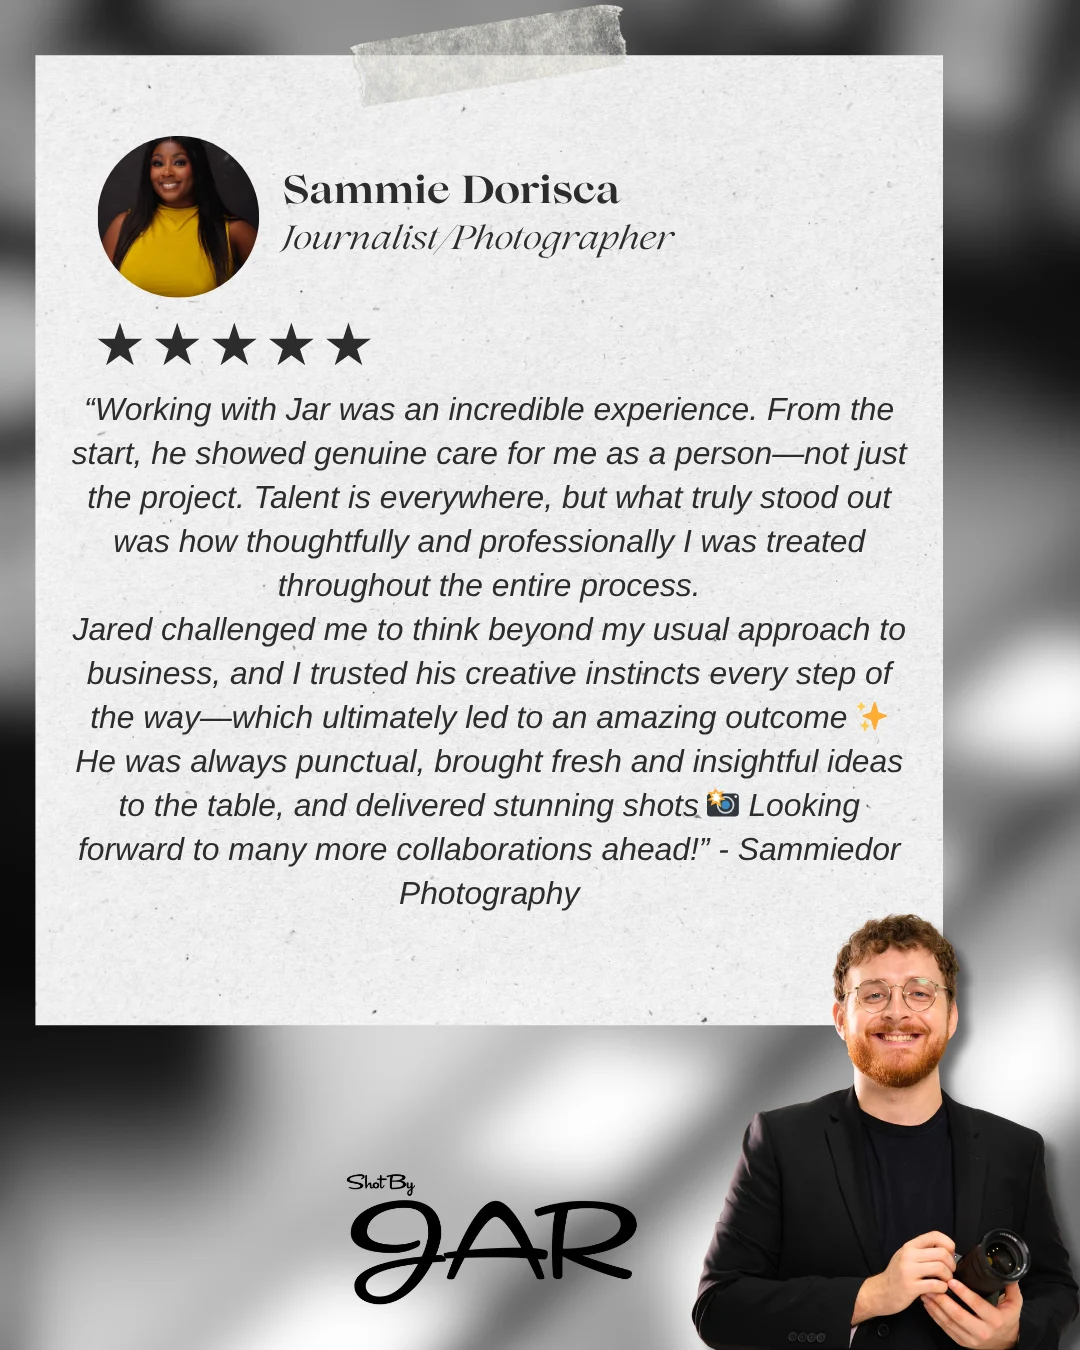 Sammie Dorisca
Journalist/Photographer
★★★★★
“Working with Jar was an incredible experience. From the
start, he showed genuine care for me as a person—not just
the project. Talent is everywhere, but what truly stood out
was how thoughtfully and professionally I was treated
throughout the entire process.
Jared challenged me to think beyond my usual approach to
business, and I trusted his creative instincts every step of
the way—which ultimately led to an amazing outcome ✨
He was always punctual, brought fresh and insightful ideas
to the table, and delivered stunning shots 📸 Looking
forward to many more collaborations ahead!” - Sammiedor
Photography
Shot By
JAR